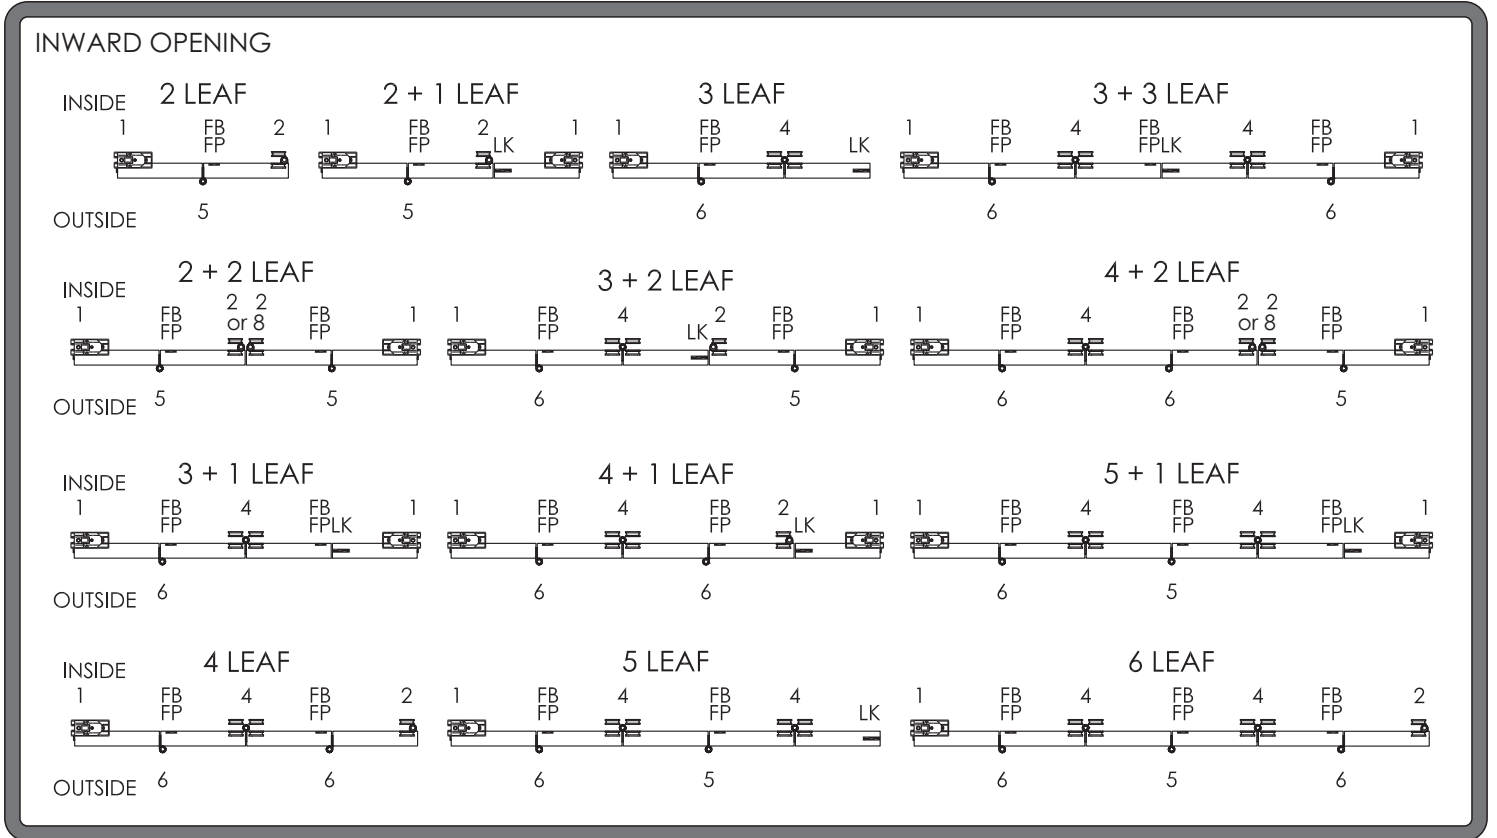 INWARD OPENING
2 LEAF 2 + 1 LEAF 3 LEAF 3 + 3 LEAF
INSIDE
1 FB 2 1 FB 2 1 1 FB 4 1 FB 4 FB 4 FB 1
FP FP LK FP LK FP FPLK FP
5 5 6 6 6
OUTSIDE
2 + 2 LEAF 3 + 2 LEAF 4 + 2 LEAF
INSIDE
2 2 2 2
1 FB or 8 FB 1 1 FB 4 2 FB 1 1 4 FB or 8 FB 1
FP FP FP LK FP FP FP
5 5 6 5 6 6 5
OUTSIDE
3 + 1 LEAF 4 + 1 LEAF 5 + 1 LEAF
INSIDE
1 FB 4 FB 1 1 FB 4 FB 2 1 1 FB 4 FB 4 FB 1
FP FPLK FP FP LK FP FP FPLK
6 6 6 6 5
OUTSIDE
4 LEAF 5 LEAF 6 LEAF
INSIDE
1 FB 4 FB 2 1 FB 4 FB 4 1 FB 4 FB 4 FB 2
FP FP FP FP LK FP FP FP
6 6 6 5 6 5 6
OUTSIDE